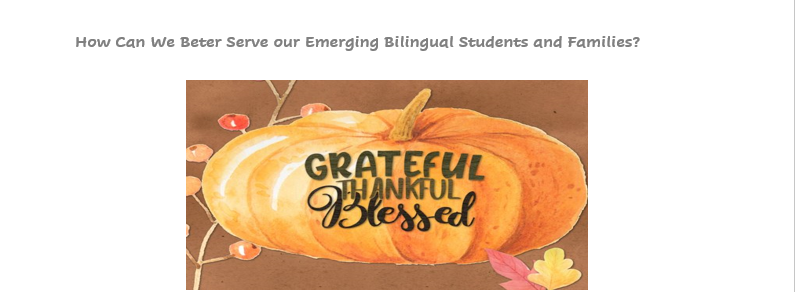 How Can We Beter Serve our Emerging Bilingual Students and Families?
GRATEFUL
THANKFUL
Blessed